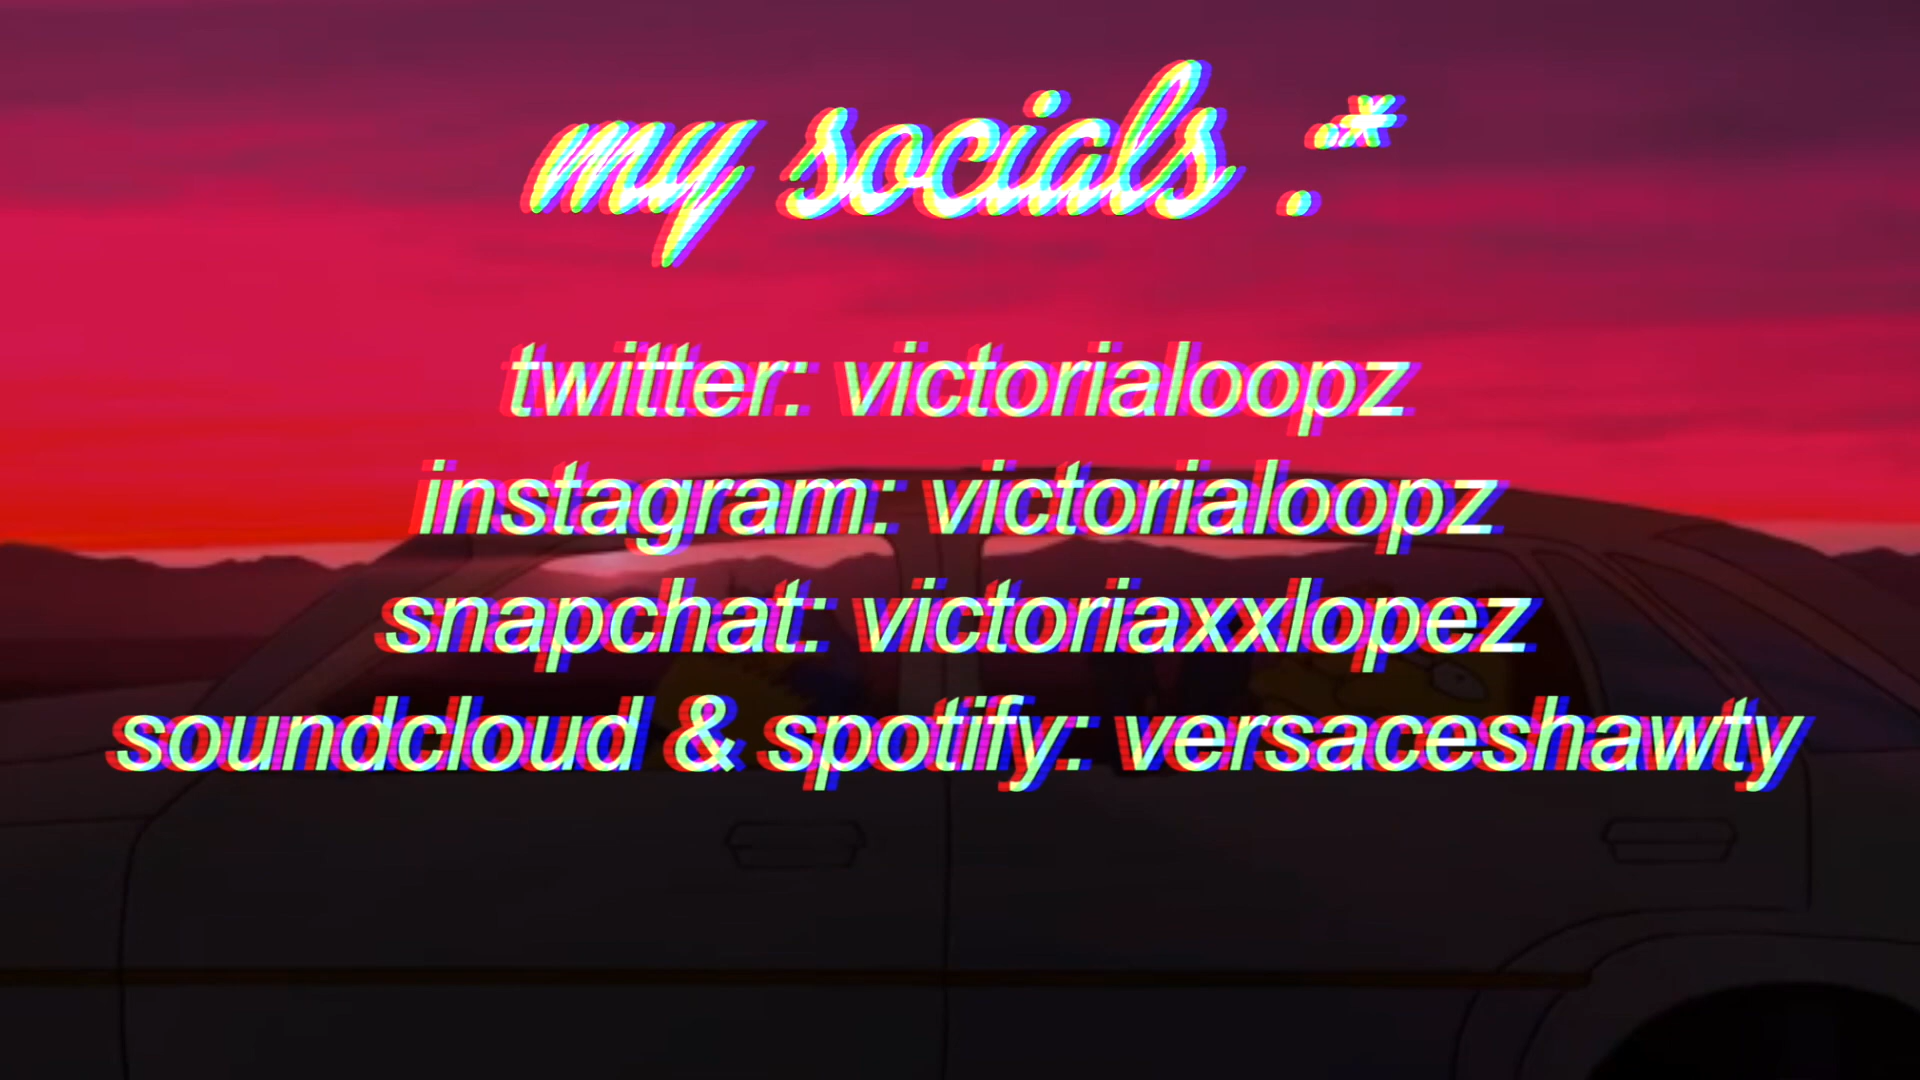 my socials .:*
twitter: victorialoopz
instagram: victorialoopz
snapchat: victoriaxxlopez
soundcloud & spotify: versaceshawty